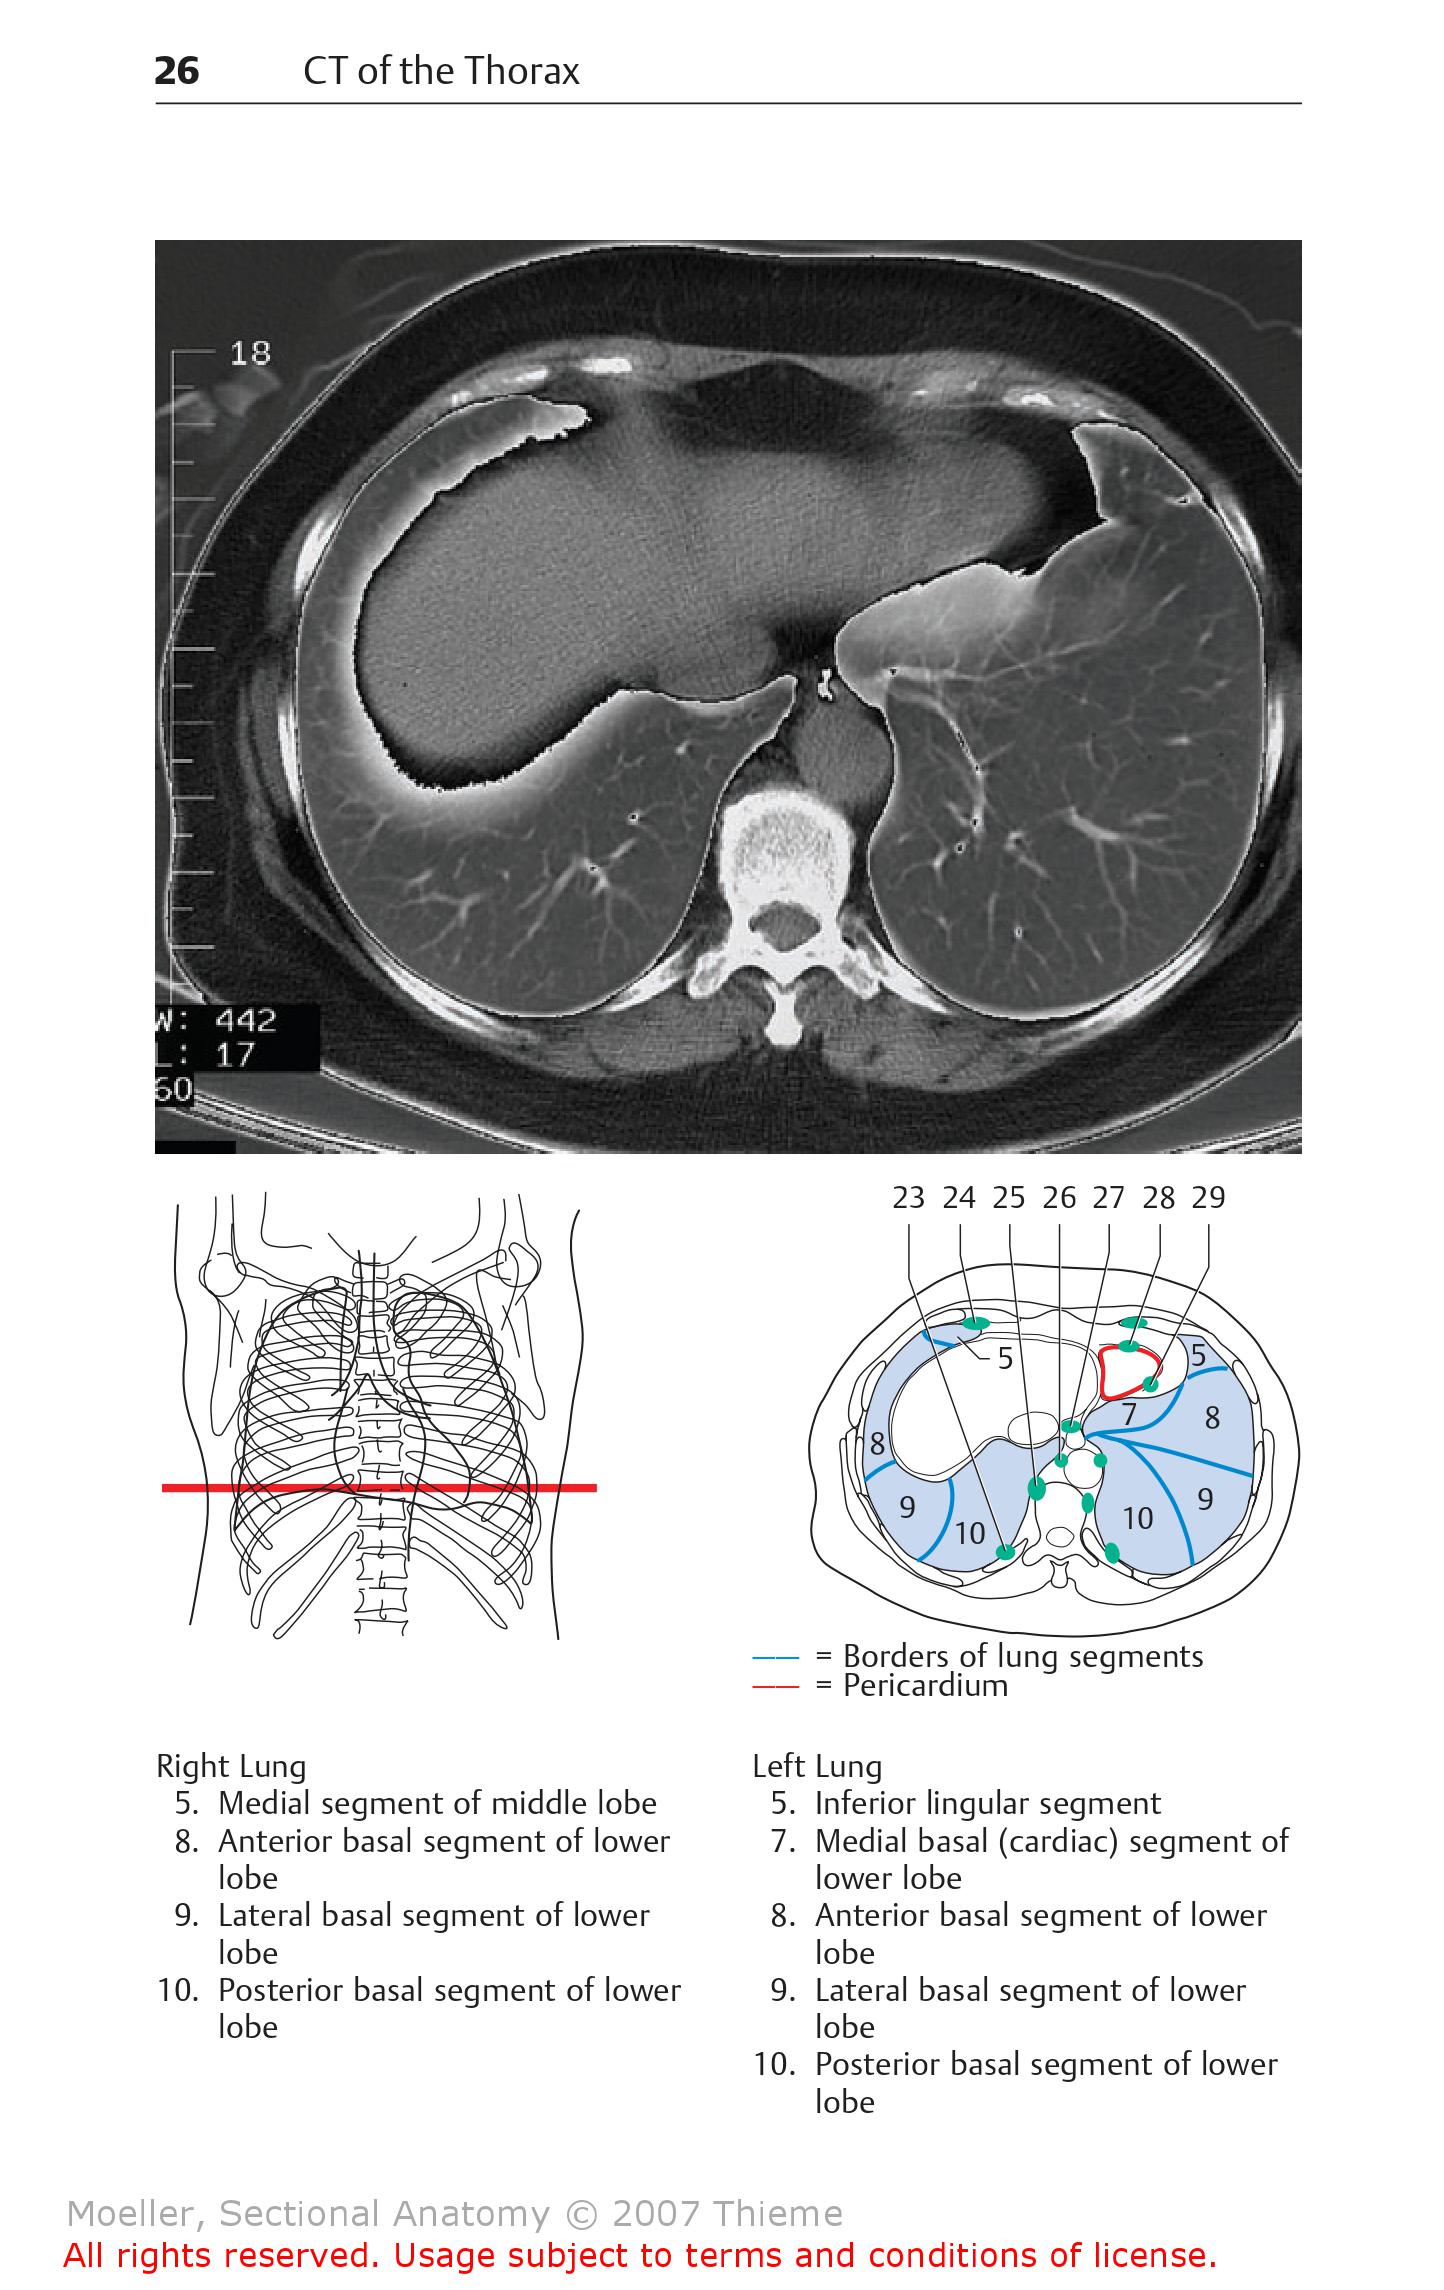 26 CT of the Thorax
18
W: 442
L: 17
60
23 24 25 26 27 28 29
5
5
7
8
8
9
9
10
10
= Borders of lung segments
= Pericardium
Right Lung
5. Medial segment of middle lobe
8. Anterior basal segment of lower
lobe
9. Lateral basal segment of lower
lobe
10. Posterior basal segment of lower
lobe
Left Lung
5. Inferior lingular segment
7. Medial basal (cardiac) segment of
lower lobe
8. Anterior basal segment of lower
lobe
9. Lateral basal segment of lower
lobe
10. Posterior basal segment of lower
lobe
Moeller, Sectional Anatomy © 2007 Thieme
All rights reserved. Usage subject to terms and conditions of license.